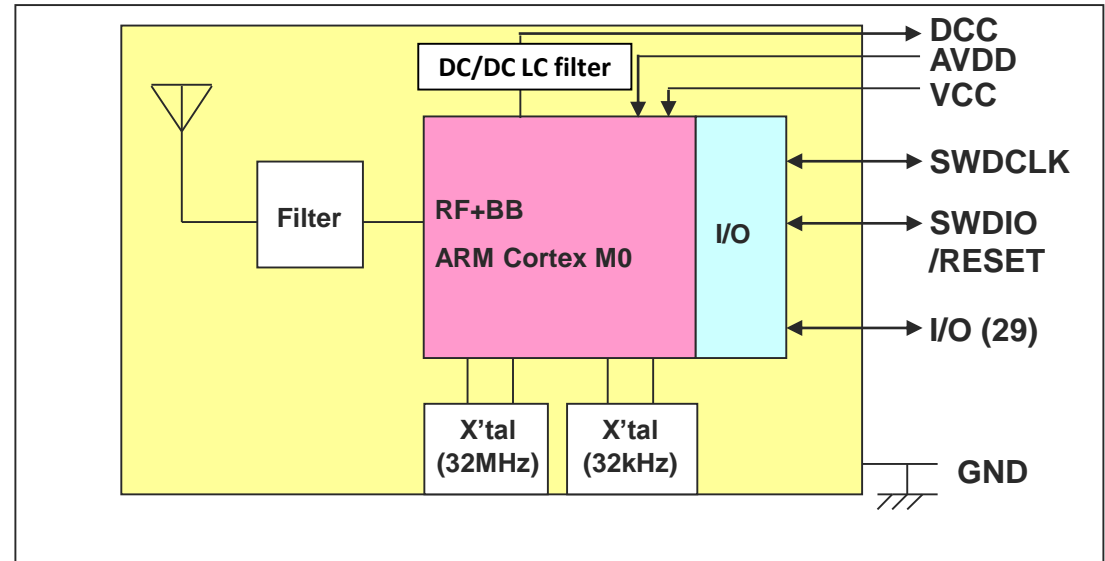 DCC
DC/DC LC filter
AVDD
VCC
SWDCLK
Filter
RF+BB
ARM Cortex M0
I/O
SWDIO
/RESET
I/O (29)
X'tal
(32MHz)
X'tal
(32kHz)
GND